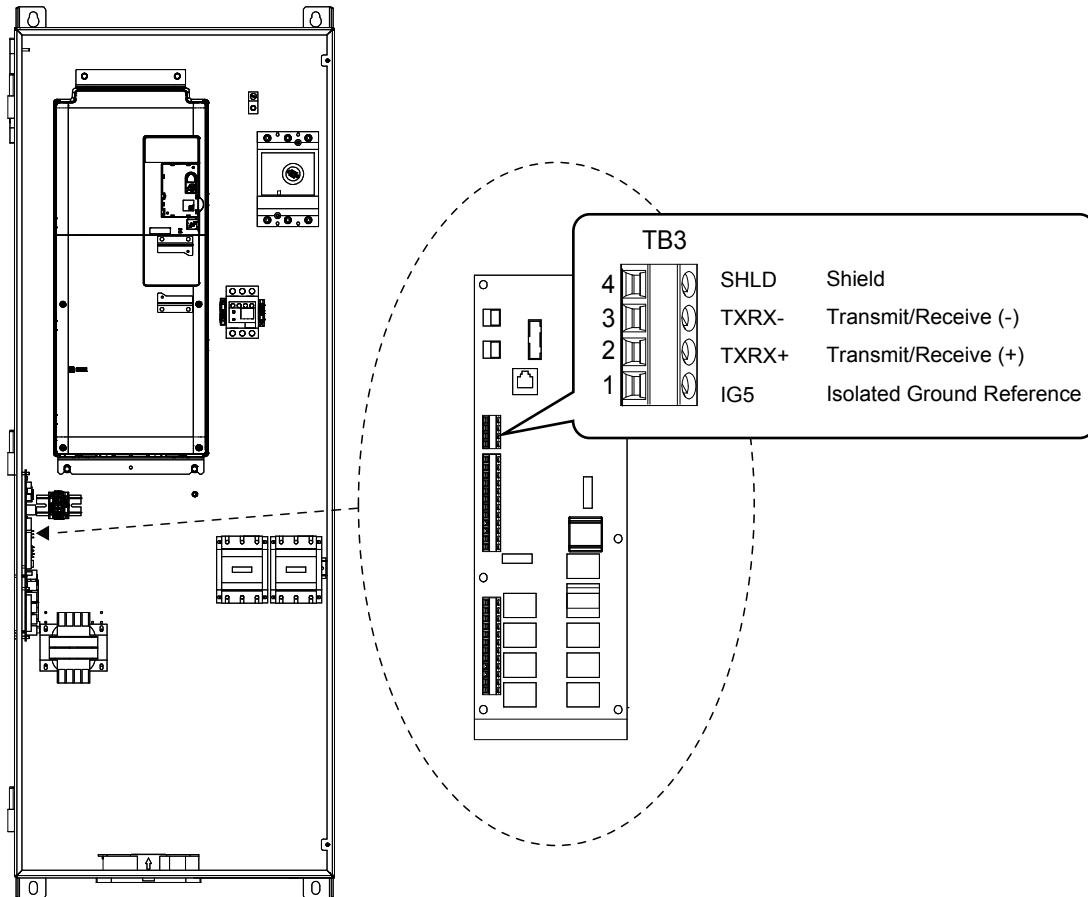 TB3
4 SHLD Shield
3 TXRX- Transmit/Receive (-)
2 TXRX+ Transmit/Receive (+)
1 IG5 Isolated Ground Reference